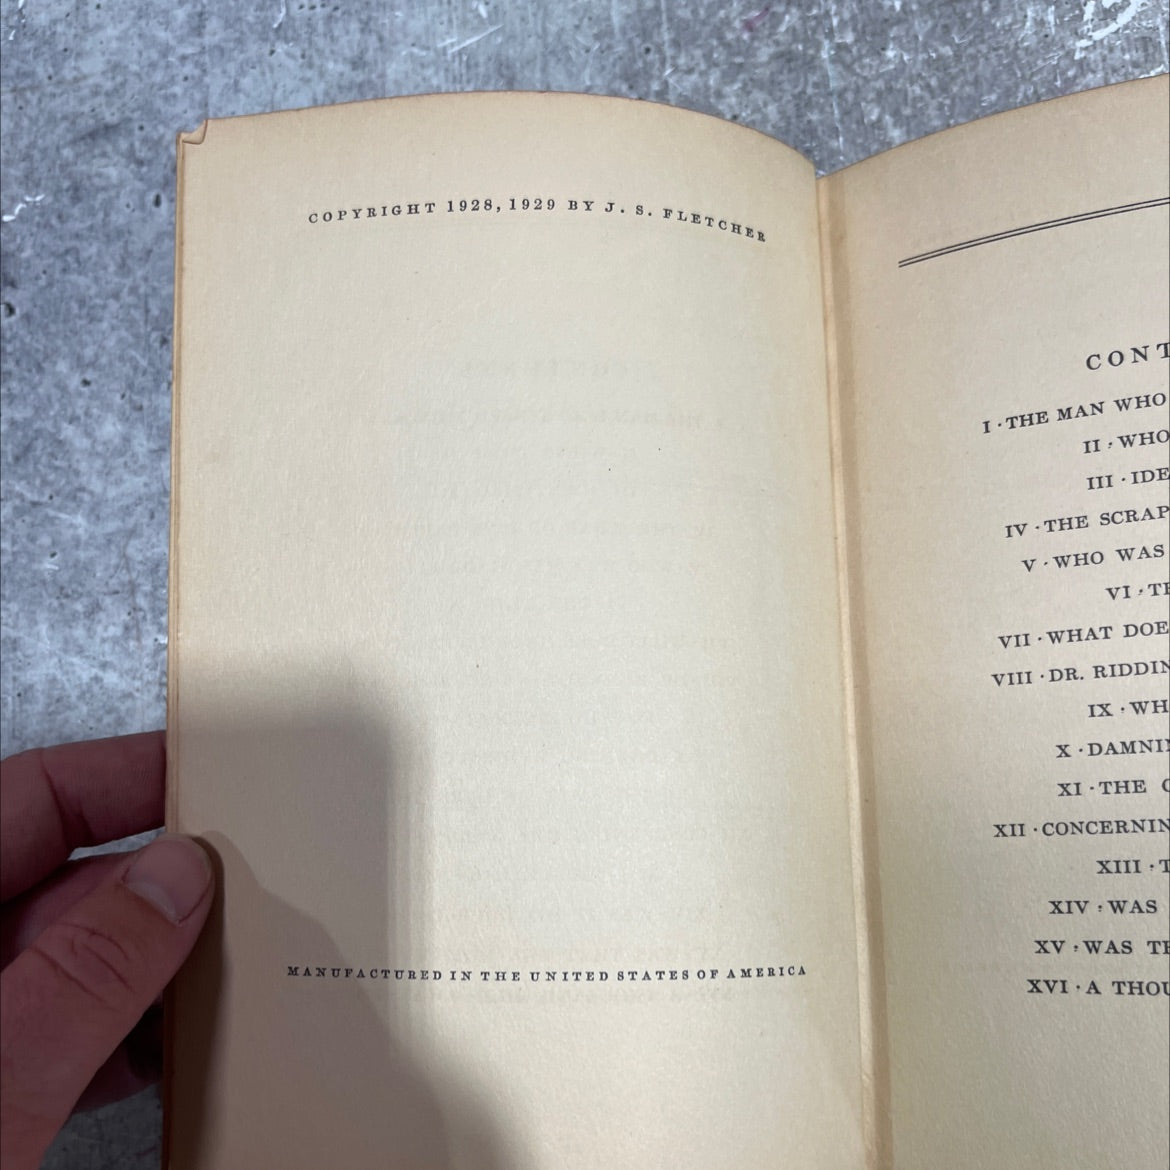 COPYRIGHT 1928, 1929 BY J. S. FLETCHER
MANUFACTURED IN THE UNITED STATES OF AMERICA
CONT
I · THE MAN WHO
II · WHO
III · IDE
IV · THE SCRAP
V · WHO WAS
VI · TH
VII · WHAT DOE
VIII · DR. RIDDIN
IX · WH
X · DAMNIN
XI · THE
XII · CONCERNIN
XIII · T
XIV · WAS
XV · WAS TH
XVI · A THOU